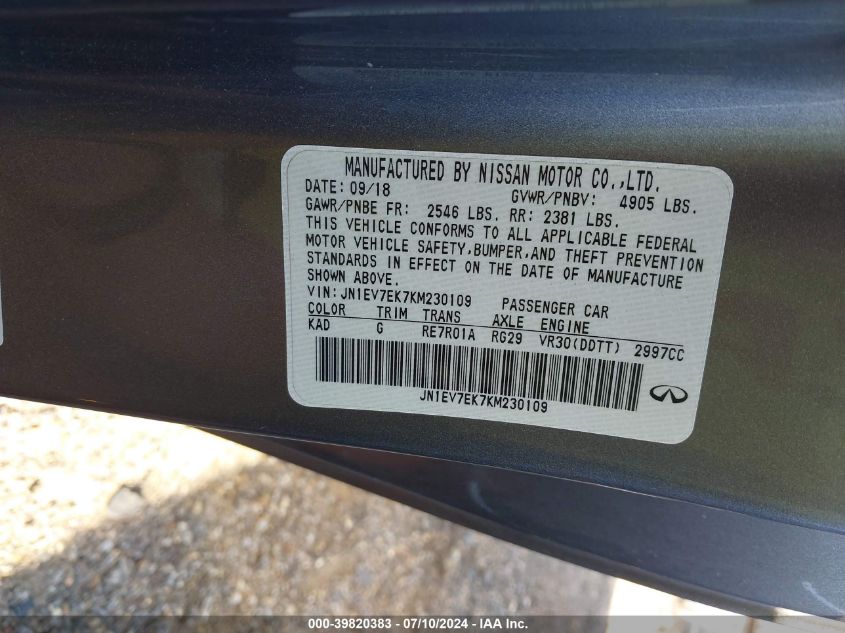 MANUFACTURED BY NISSAN MOTOR CO.,LTD.
DATE: 09/18 GVWR/PNBV: 4905 LBS.
GAWR/PNBE FR: 2546 LBS. RR: 2381 LBS.
THIS VEHICLE CONFORMS TO ALL APPLICABLE FEDERAL
MOTOR VEHICLE SAFETY,BUMPER,AND THEFT PREVENTION
STANDARDS IN EFFECT ON THE DATE OF MANUFACTURE
SHOWN ABOVE.
VIN: JN1EV7EK7KM230109 PASSENGER CAR
COLOR TRIM TRANS AXLE ENGINE
KAD G RE7R01A RG29 VR30(DDTT) 2997CC
JN1EV7EK7KM230109
000-39820383 - 07/10/2024 - IAA Inc.